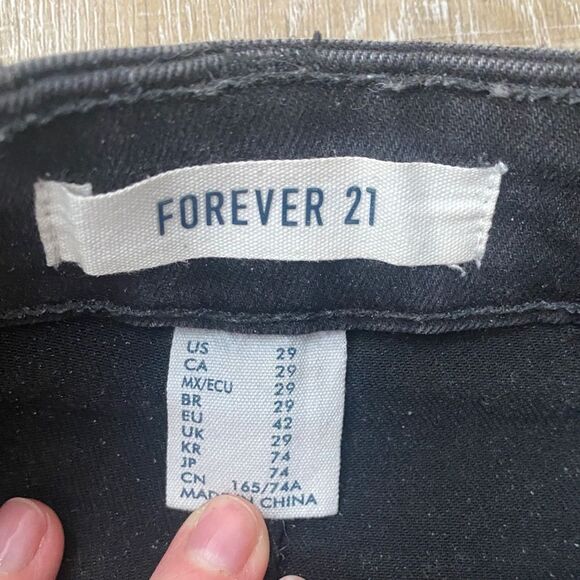 FOREVER 21
US 29
CA 29
MX/ECU 29
BR 29
EU 42
UK 29
KR 74
JP 74
CN 165/74A
MADE IN CHINA